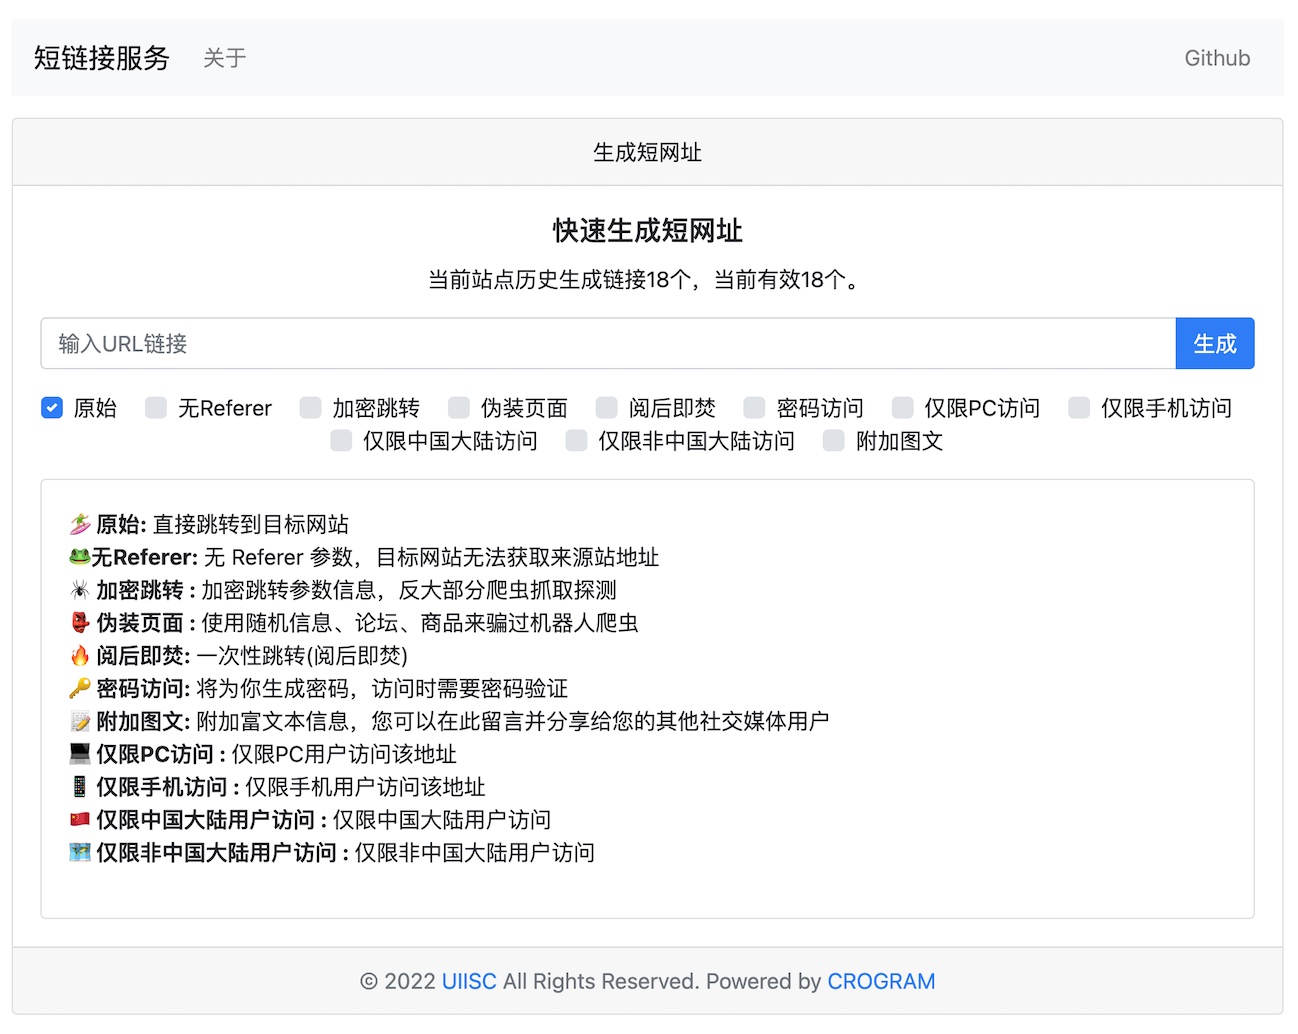 短链接服务 关于 Github
生成短网址
快速生成短网址
当前站点历史生成链接18个，当前有效18个。
输入URL链接 生成
原始 无Referer 加密跳转 伪装页面 阅后即焚 密码访问 仅限PC访问 仅限手机访问
仅限中国大陆访问 仅限非中国大陆访问 附加图文
🏄 原始: 直接跳转到目标网站
🐸无Referer: 无 Referer 参数，目标网站无法获取来源站地址
🕷 加密跳转 : 加密跳转参数信息，反大部分爬虫抓取探测
👺 伪装页面 : 使用随机信息、论坛、商品来骗过机器人爬虫
🔥 阅后即焚: 一次性跳转(阅后即焚)
🔑 密码访问: 将为你生成密码，访问时需要密码验证
📝 附加图文: 附加富文本信息，您可以在此留言并分享给您的其他社交媒体用户
💻 仅限PC访问 : 仅限PC用户访问该地址
📱 仅限手机访问 : 仅限手机用户访问该地址
🇨🇳 仅限中国大陆用户访问 : 仅限中国大陆用户访问
🗺 仅限非中国大陆用户访问 : 仅限非中国大陆用户访问
© 2022 UIISC All Rights Reserved. Powered by CROGRAM